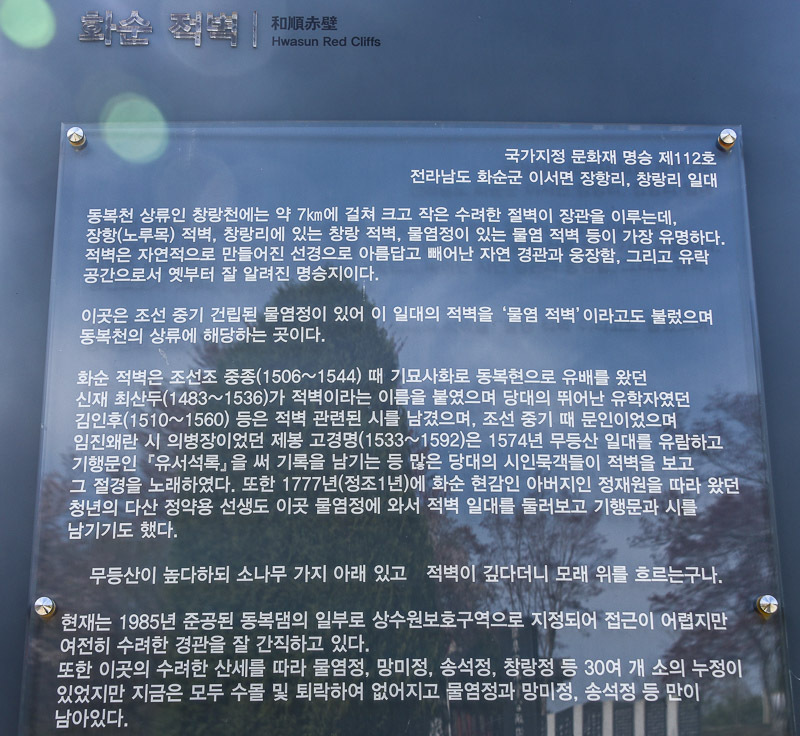 화순 적벽
和順赤壁
Hwasun Red Cliffs
국가지정 문화재 명승 제112호
전라남도 화순군 이서면 장항리, 창랑리 일대
동복천 상류인 창랑천에는 약 7㎞에 걸쳐 크고 작은 수려한 절벽이 장관을 이루는데,
장항(노루목) 적벽, 창랑리에 있는 창랑 적벽, 물염정이 있는 물염 적벽 등이 가장 유명하다.
적벽은 자연적으로 만들어진 선경으로 아름답고 빼어난 자연 경관과 웅장함, 그리고 유락
공간으로서 옛부터 잘 알려진 명승지이다.
이곳은 조선 중기 건립된 물염정이 있어 이 일대의 적벽을 ‘물염 적벽’이라고도 불렀으며
동복천의 상류에 해당하는 곳이다.
화순 적벽은 조선조 중종(1506~1544) 때 기묘사화로 동복현으로 유배를 왔던
신재 최산두(1483~1536)가 적벽이라는 이름을 붙였으며 당대의 뛰어난 유학자였던
김인후(1510~1560) 등은 적벽 관련된 시를 남겼으며, 조선 중기 때 문인이었으며
임진왜란 시 의병장이었던 제봉 고경명(1533~1592)은 1574년 무등산 일대를 유람하고
기행문인 『유서석록』을 써 기록을 남기는 등 많은 당대의 시인묵객들이 적벽을 보고
그 절경을 노래하였다. 또한 1777년(정조1년)에 화순 현감인 아버지인 정재원을 따라 왔던
청년의 다산 정약용 선생도 이곳 물염정에 와서 적벽 일대를 둘러보고 기행문과 시를
남기기도 했다.
무등산이 높다하되 소나무 가지 아래 있고 적벽이 깊다더니 모래 위를 흐르는구나.
현재는 1985년 준공된 동복댐의 일부로 상수원보호구역으로 지정되어 접근이 어렵지만
여전히 수려한 경관을 잘 간직하고 있다.
또한 이곳의 수려한 산세를 따라 물염정, 망미정, 송석정, 창랑정 등 30여 개 소의 누정이
있었지만 지금은 모두 수몰 및 퇴락하여 없어지고 물염정과 망미정, 송석정 등 만이
남아있다.